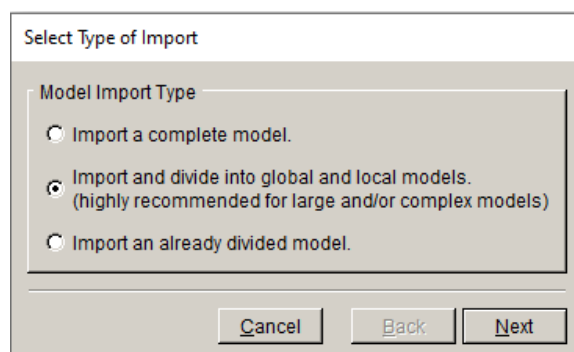 Select Type of Import
Model Import Type
Import a complete model.
Import and divide into global and local models.
(highly recommended for large and/or complex models)
Import an already divided model.
Cancel
Back
Next